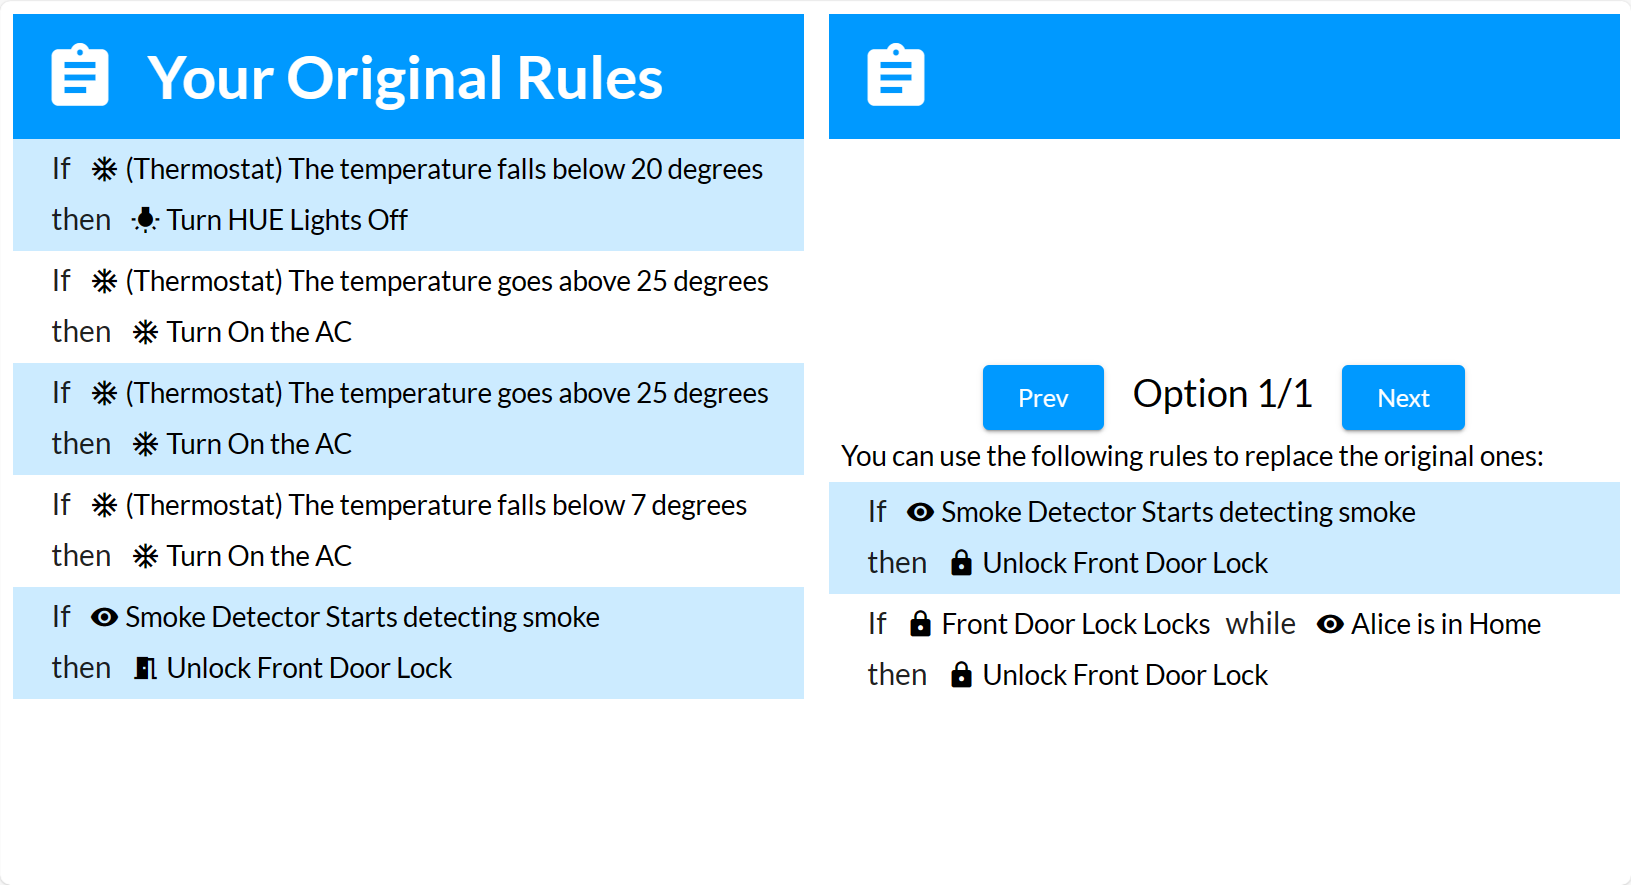 Your Original Rules
If (Thermostat) The temperature falls below 20 degrees
then Turn HUE Lights Off
If (Thermostat) The temperature goes above 25 degrees
then Turn On the AC
If (Thermostat) The temperature goes above 25 degrees
then Turn On the AC
If (Thermostat) The temperature falls below 7 degrees
then Turn On the AC
If Smoke Detector Starts detecting smoke
then Unlock Front Door Lock
Prev Option 1/1 Next
You can use the following rules to replace the original ones:
If Smoke Detector Starts detecting smoke
then Unlock Front Door Lock
If Front Door Lock Locks while Alice is in Home
then Unlock Front Door Lock